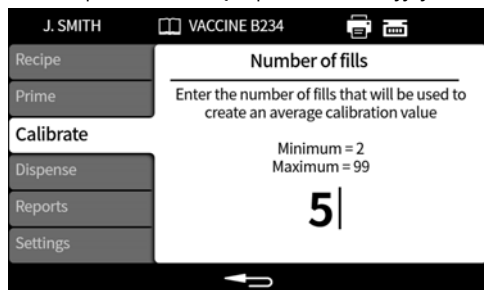 J. SMITH
VACCINE B234
Recipe
Prime
Calibrate
Dispense
Reports
Settings
Number of fills
Enter the number of fills that will be used to
create an average calibration value
Minimum = 2
Maximum = 99
5